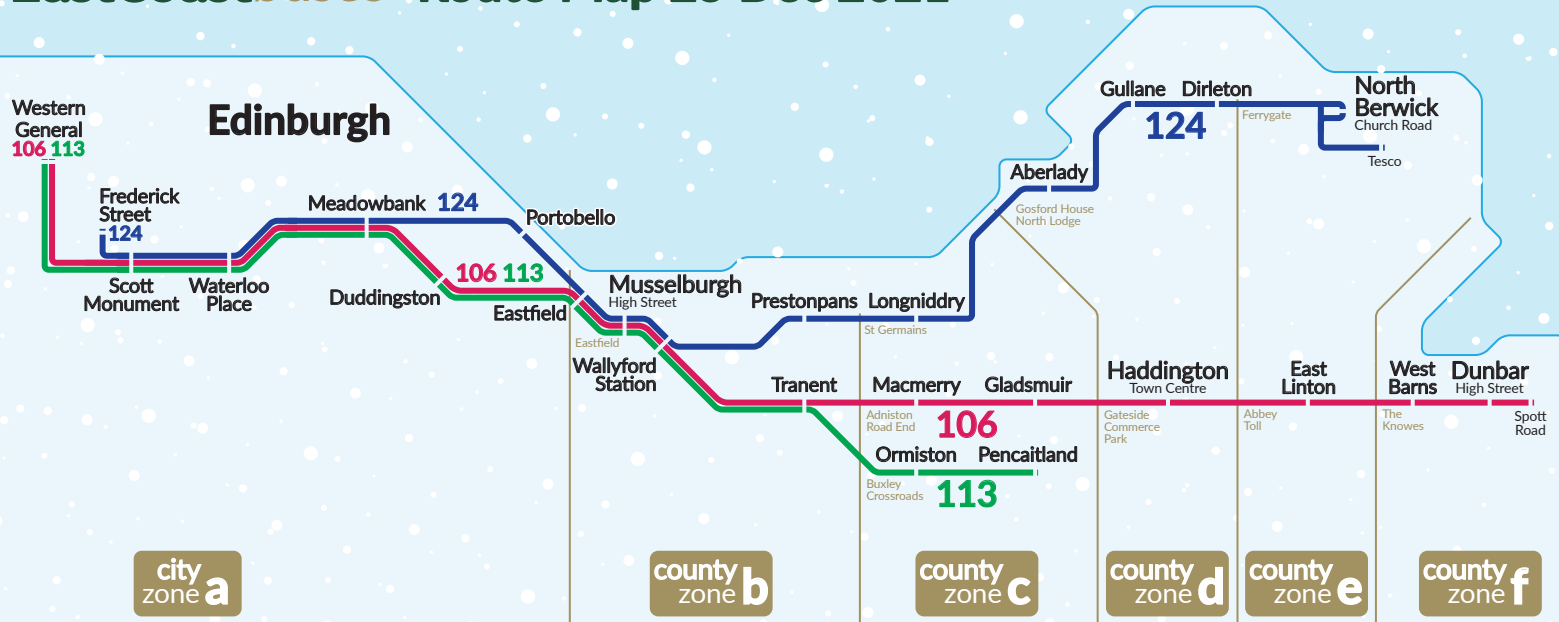 Western
General
106 113
Edinburgh
Frederick
Street
124
Scott
Monument
Waterloo
Place
Meadowbank 124
Portobello
Duddingston
106 113
Eastfield
Eastfield
Musselburgh
High Street
Wallyford
Station
Prestonpans
Longniddry
St Germains
Aberlady
Gosford House
North Lodge
Gullane
Dirleton
124
Ferrygate
North
Berwick
Church Road
Tesco
Tranent
Macmerry
Gladsmuir
Adniston
Road End
106
Ormiston
Pencaitland
Buxley
Crossroads
113
Haddington
Town Centre
Gateside
Commerce
Park
East
Linton
Abbey
Toll
West
Barns
The
Knowes
Dunbar
High Street
Spott
Road
city
zone a
county
zone b
county
zone c
county
zone d
county
zone e
county
zone f